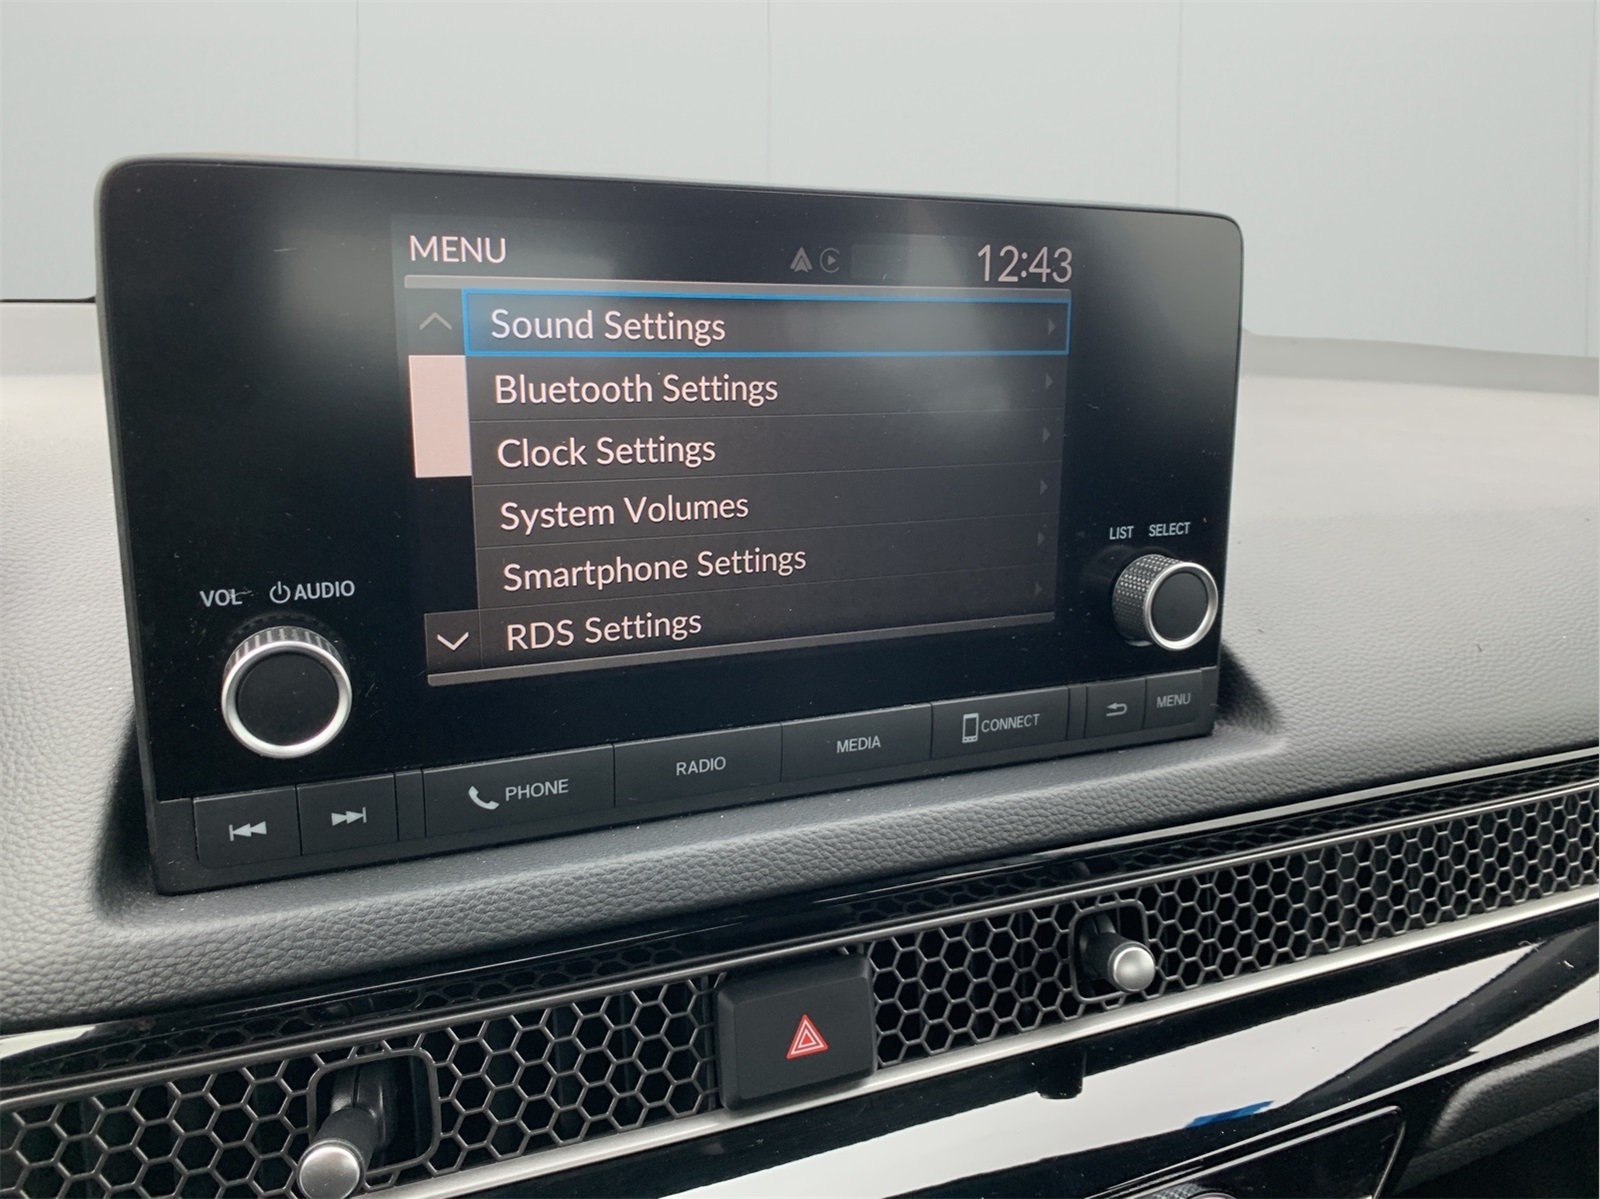 MENU
12:43
Sound Settings
Bluetooth Settings
Clock Settings
System Volumes
Smartphone Settings
RDS Settings
VOL AUDIO
LIST SELECT
PHONE
RADIO
MEDIA
CONNECT
MENU